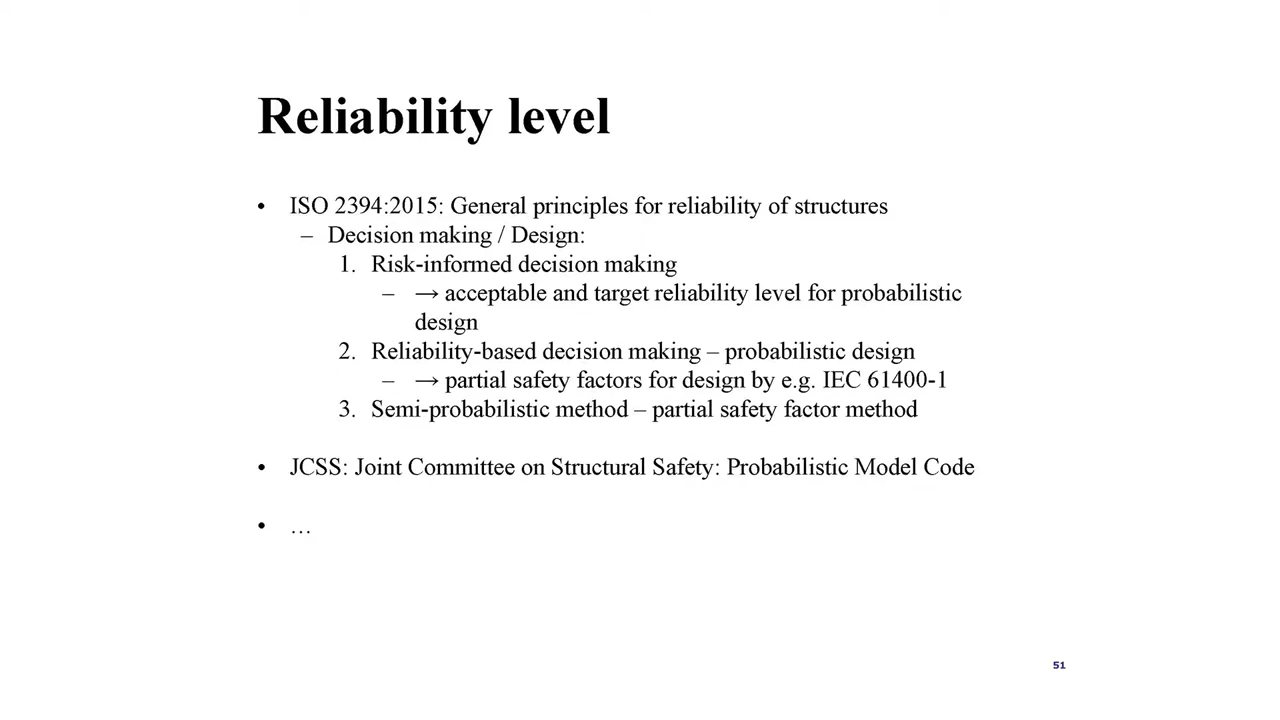 Reliability level
• ISO 2394:2015: General principles for reliability of structures
– Decision making / Design:
1. Risk-informed decision making
– → acceptable and target reliability level for probabilistic
design
2. Reliability-based decision making – probabilistic design
– → partial safety factors for design by e.g. IEC 61400-1
3. Semi-probabilistic method – partial safety factor method
• JCSS: Joint Committee on Structural Safety: Probabilistic Model Code
• …
51